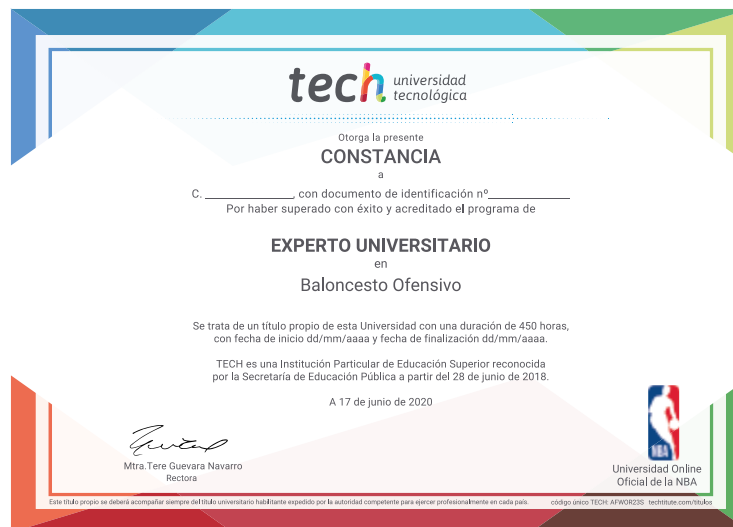 tech universidad
tecnológica
Otorga la presente
CONSTANCIA
a
C. ______________, con documento de identificación nº______________
Por haber superado con éxito y acreditado el programa de
EXPERTO UNIVERSITARIO
en
Baloncesto Ofensivo
Se trata de un título propio de esta Universidad con una duración de 450 horas,
con fecha de inicio dd/mm/aaaa y fecha de finalización dd/mm/aaaa.
TECH es una Institución Particular de Educación Superior reconocida
por la Secretaría de Educación Pública a partir del 28 de junio de 2018.
A 17 de junio de 2020
Mtra.Tere Guevara Navarro
Rectora
NBA
Universidad Online
Oficial de la NBA
Este título propio se deberá acompañar siempre del título universitario habilitante expedido por la autoridad competente para ejercer profesionalmente en cada país. código único TECH: AFWOR23S techtitute.com/titulos